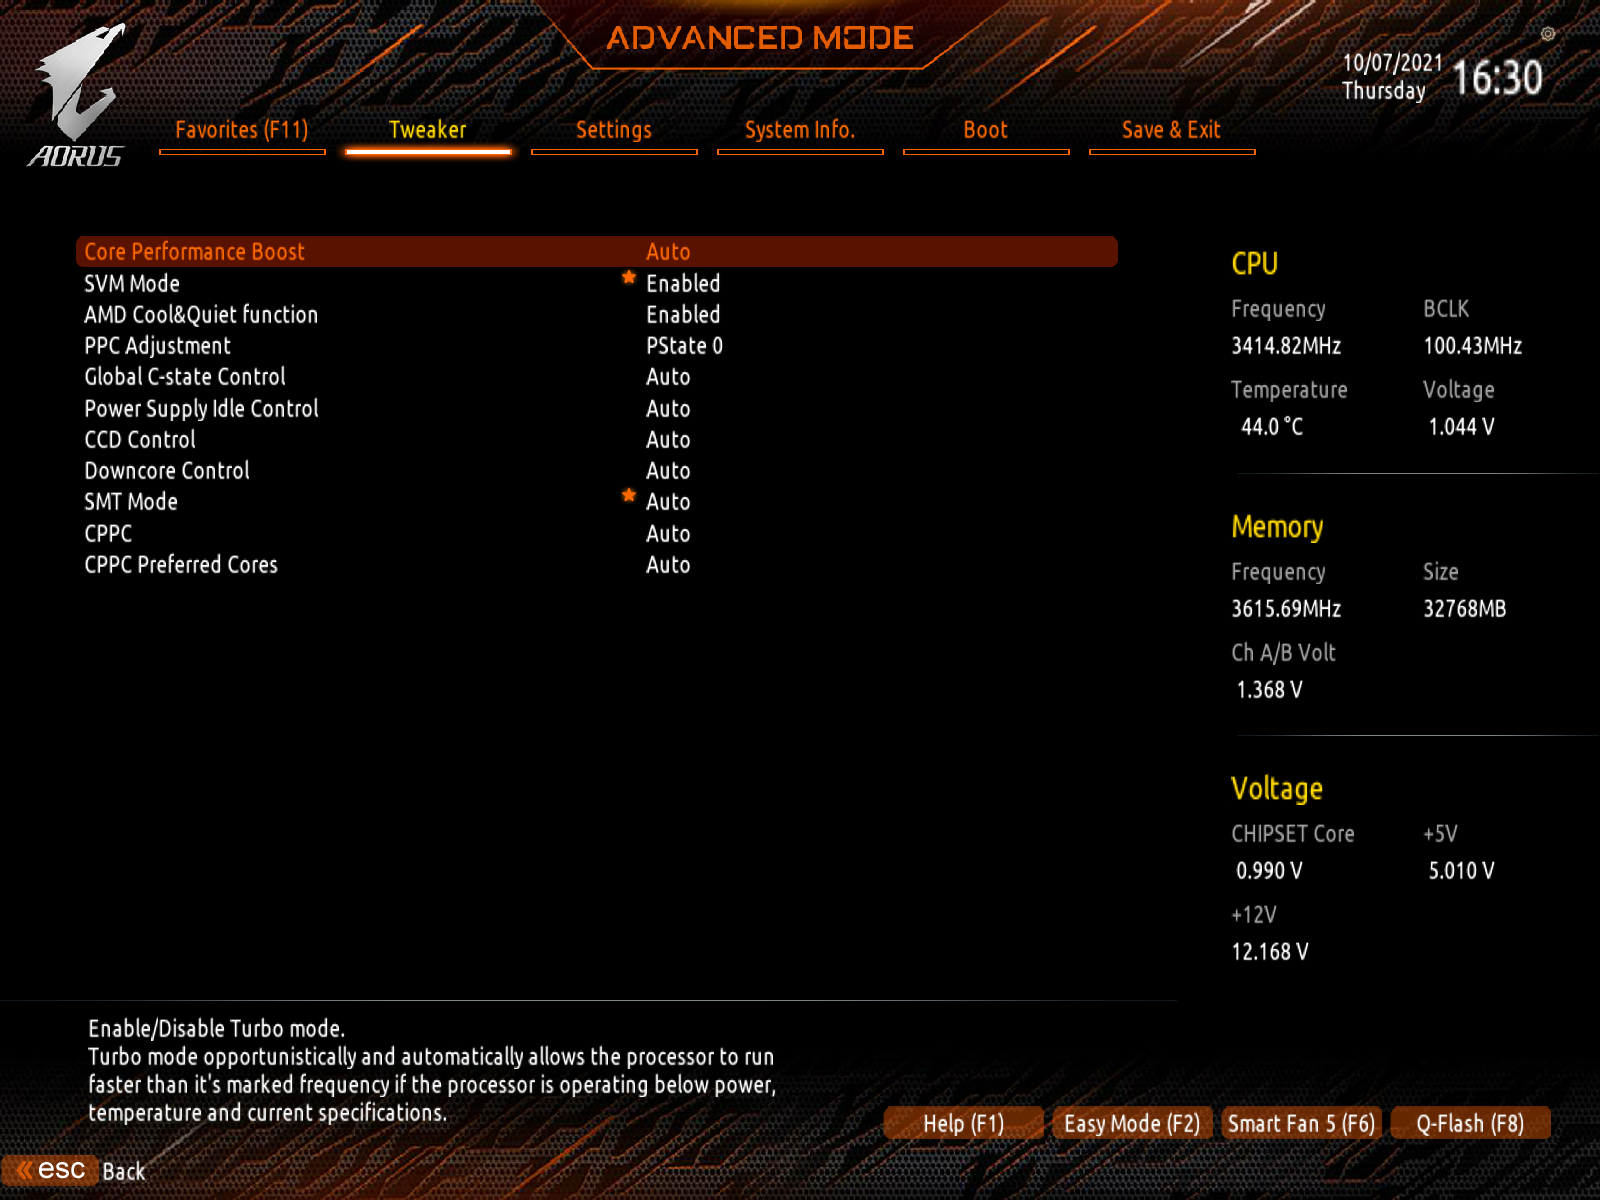 ADVANCED MODE
10/07/2021
Thursday
16:30
AORUS
Favorites (F11)
Tweaker
Settings
System Info.
Boot
Save & Exit
Core Performance Boost Auto
SVM Mode Enabled
AMD Cool&Quiet function Enabled
PPC Adjustment PState 0
Global C-state Control Auto
Power Supply Idle Control Auto
CCD Control Auto
Downcore Control Auto
SMT Mode Auto
CPPC Auto
CPPC Preferred Cores Auto
CPU
Frequency BCLK
3414.82MHz 100.43MHz
Temperature Voltage
44.0 °C 1.044 V
Memory
Frequency Size
3615.69MHz 32768MB
Ch A/B Volt
1.368 V
Voltage
CHIPSET Core +5V
0.990 V 5.010 V
+12V
12.168 V
Enable/Disable Turbo mode.
Turbo mode opportunistically and automatically allows the processor to run
faster than it's marked frequency if the processor is operating below power,
temperature and current specifications.
Help (F1)
Easy Mode (F2)
Smart Fan 5 (F6)
Q-Flash (F8)
esc Back